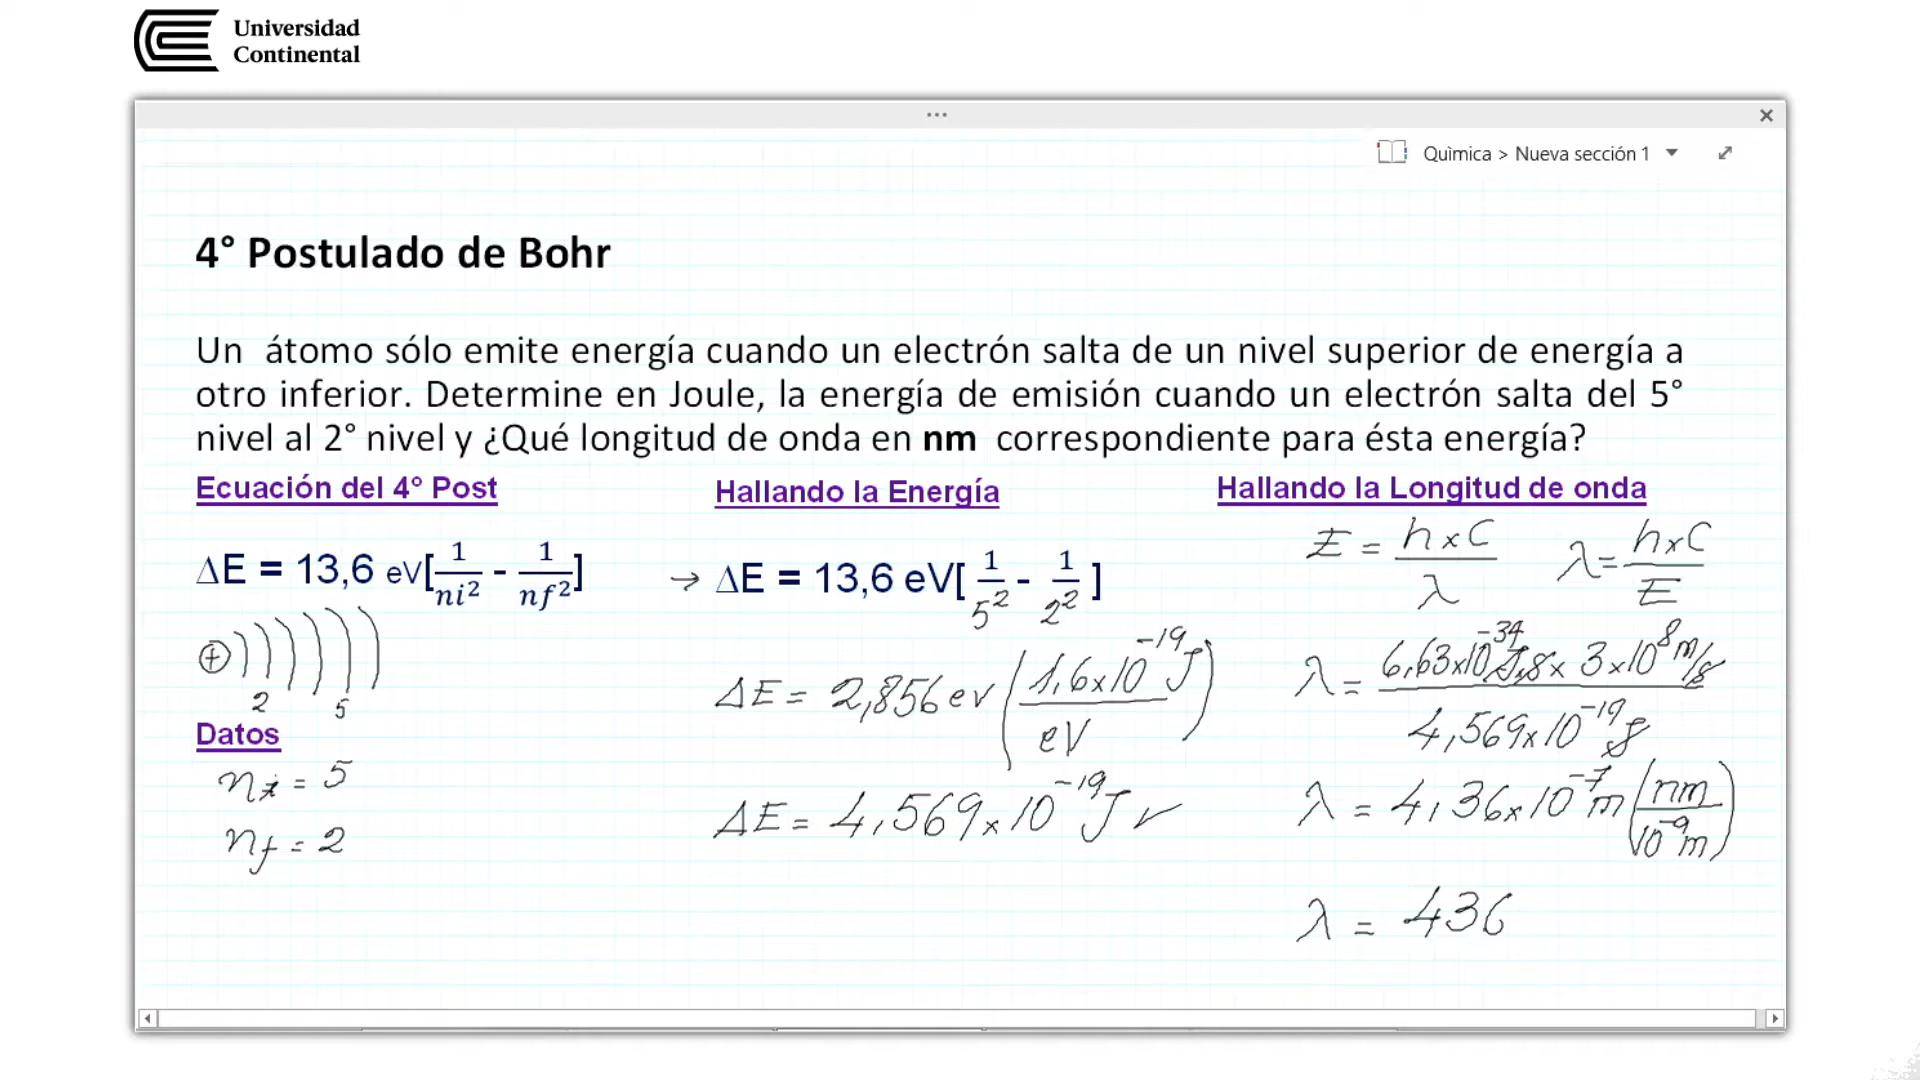 Universidad
Continental
Quìmica > Nueva sección 1
4° Postulado de Bohr
Un átomo sólo emite energía cuando un electrón salta de un nivel superior de energía a
otro inferior. Determine en Joule, la energía de emisión cuando un electrón salta del 5°
nivel al 2° nivel y ¿Qué longitud de onda en nm correspondiente para ésta energía?
Ecuación del 4° Post
ΔE = 13,6 eV[1/ni² - 1/nf²]
+
2 5
Datos
ni = 5
nf = 2
Hallando la Energía
→ ΔE = 13,6 eV[1/5² - 1/2²]
ΔE = 2,856 ev (1,6x10⁻¹⁹ J / eV)
ΔE = 4,569x10⁻¹⁹ J ✓
Hallando la Longitud de onda
E = hxC/λ λ = hxC/E
λ = 6,63x10⁻³⁴ J,s x 3x10⁸ m/s / 4,569x10⁻¹⁹ J
λ = 4,36x10⁻⁷ m (nm / 10⁻⁹ m)
λ = 436